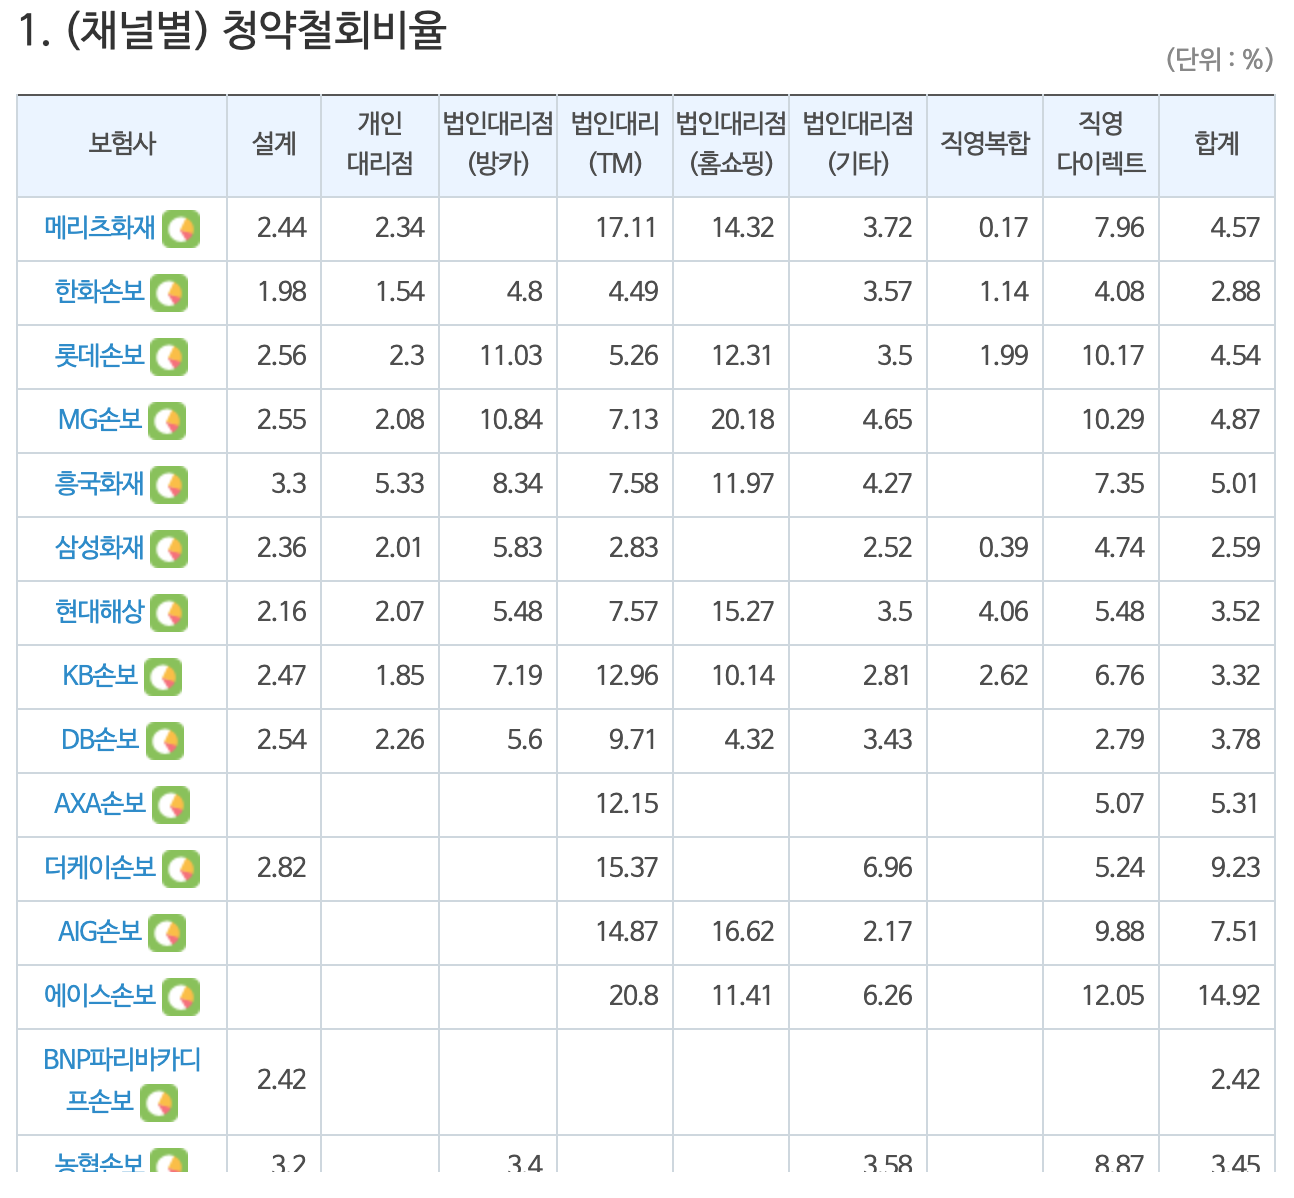 1. (채널별) 청약철회비율
(단위 : %)
보험사 설계 개인 대리점 법인대리점 (방카) 법인대리 (TM) 법인대리점 (홈쇼핑) 법인대리점 (기타) 직영복합 직영 다이렉트 합계
메리츠화재 2.44 2.34 17.11 14.32 3.72 0.17 7.96 4.57
한화손보 1.98 1.54 4.8 4.49 3.57 1.14 4.08 2.88
롯데손보 2.56 2.3 11.03 5.26 12.31 3.5 1.99 10.17 4.54
MG손보 2.55 2.08 10.84 7.13 20.18 4.65 10.29 4.87
흥국화재 3.3 5.33 8.34 7.58 11.97 4.27 7.35 5.01
삼성화재 2.36 2.01 5.83 2.83 2.52 0.39 4.74 2.59
현대해상 2.16 2.07 5.48 7.57 15.27 3.5 4.06 5.48 3.52
KB손보 2.47 1.85 7.19 12.96 10.14 2.81 2.62 6.76 3.32
DB손보 2.54 2.26 5.6 9.71 4.32 3.43 2.79 3.78
AXA손보 12.15 5.07 5.31
더케이손보 2.82 15.37 6.96 5.24 9.23
AIG손보 14.87 16.62 2.17 9.88 7.51
에이스손보 20.8 11.41 6.26 12.05 14.92
BNP파리바카디
프손보 2.42 2.42
농협손보 3.2 3.4 3.58 8.87 3.45